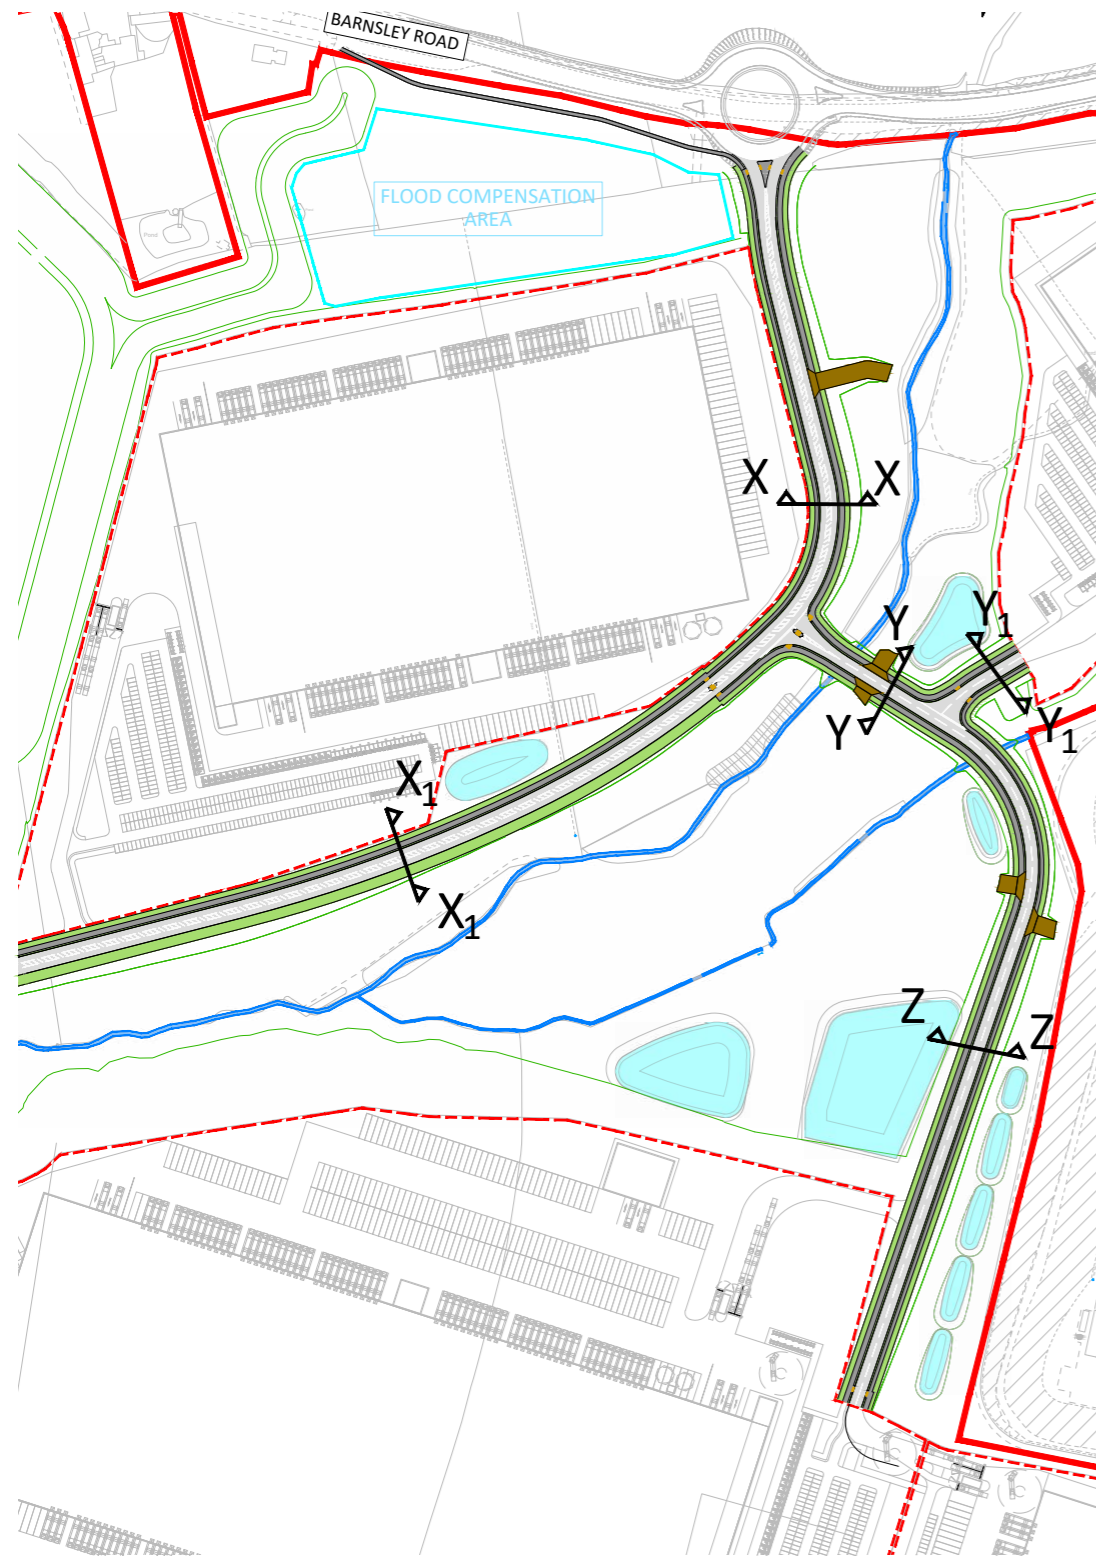 BARNSLEY ROAD
FLOOD COMPENSATION
AREA
X
X
Y
Y₁
Y
Y₁
X₁
X₁
Z
Z